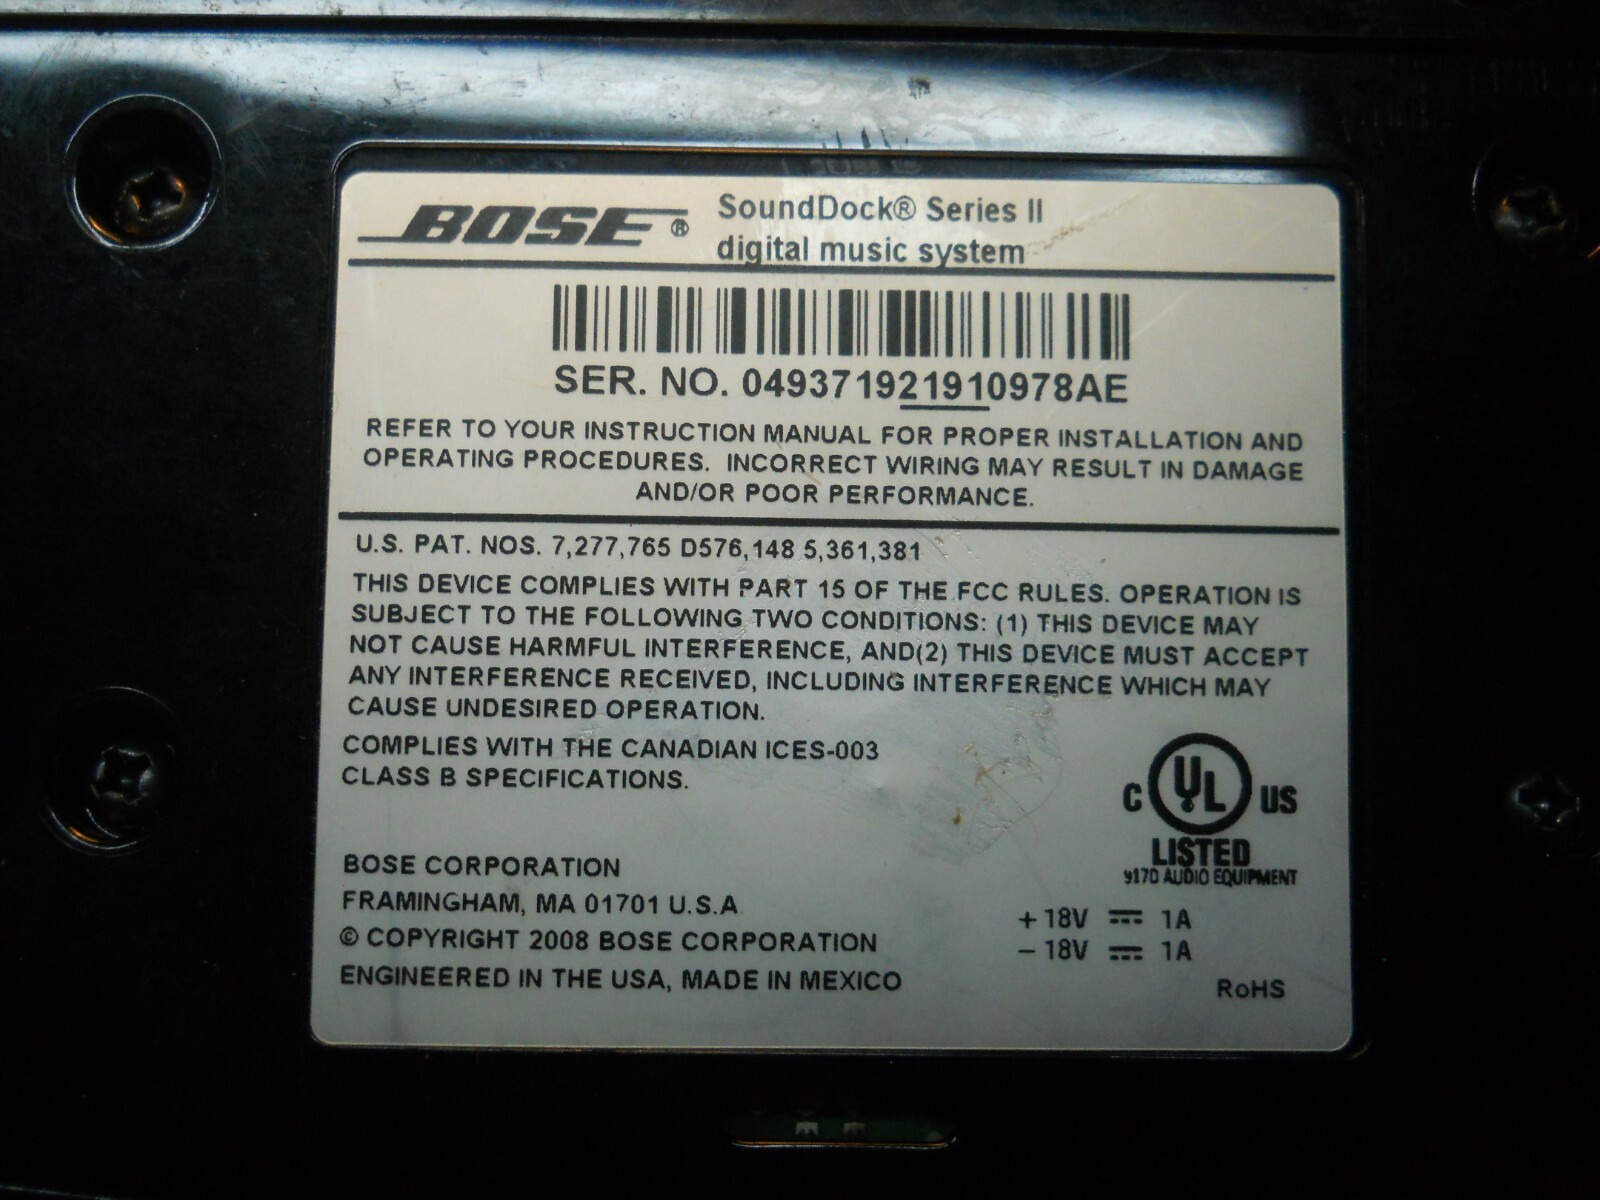 BOSE® SoundDock® Series II
digital music system
SER. NO. 049371921910978AE
REFER TO YOUR INSTRUCTION MANUAL FOR PROPER INSTALLATION AND
OPERATING PROCEDURES. INCORRECT WIRING MAY RESULT IN DAMAGE
AND/OR POOR PERFORMANCE.
U.S. PAT. NOS. 7,277,765 D576,148 5,361,381
THIS DEVICE COMPLIES WITH PART 15 OF THE FCC RULES. OPERATION IS
SUBJECT TO THE FOLLOWING TWO CONDITIONS: (1) THIS DEVICE MAY
NOT CAUSE HARMFUL INTERFERENCE, AND(2) THIS DEVICE MUST ACCEPT
ANY INTERFERENCE RECEIVED, INCLUDING INTERFERENCE WHICH MAY
CAUSE UNDESIRED OPERATION.
COMPLIES WITH THE CANADIAN ICES-003
CLASS B SPECIFICATIONS.
C UL US
LISTED
9170 AUDIO EQUIPMENT
BOSE CORPORATION
FRAMINGHAM, MA 01701 U.S.A
© COPYRIGHT 2008 BOSE CORPORATION
ENGINEERED IN THE USA, MADE IN MEXICO
+ 18V ⎓ 1A
− 18V ⎓ 1A
RoHS